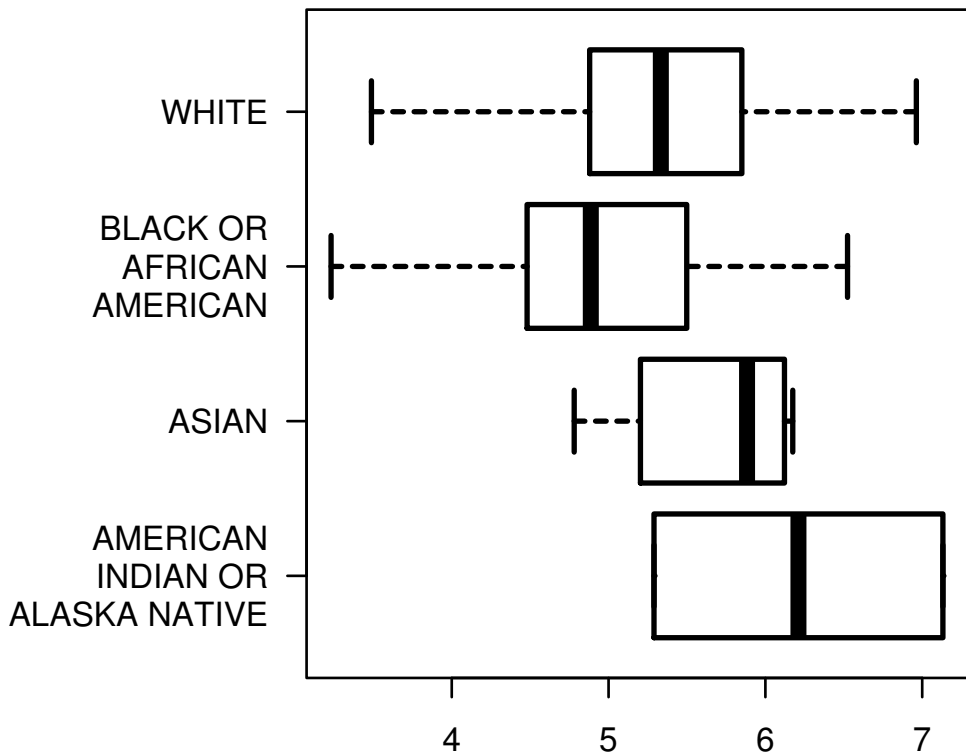 WHITE
BLACK OR
AFRICAN
AMERICAN
ASIAN
AMERICAN
INDIAN OR
ALASKA NATIVE
4 5 6 7